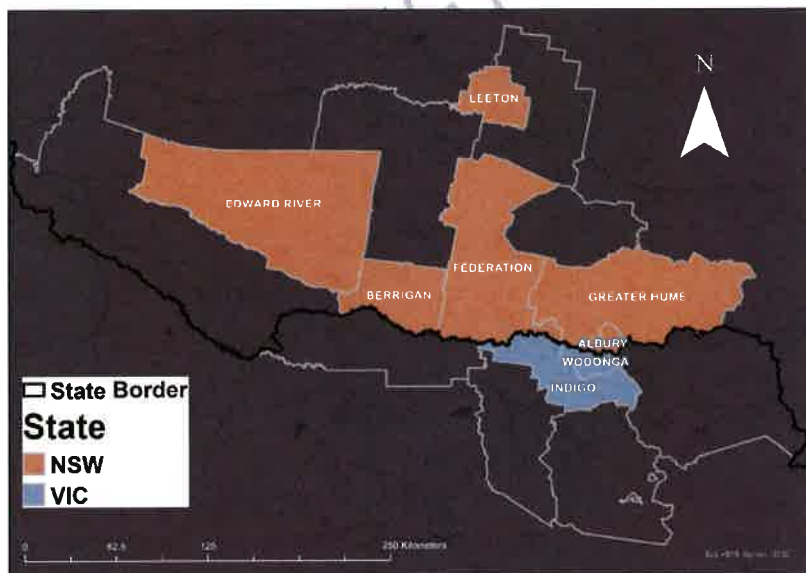 N
LEETON
EDWARD RIVER
FEDERATION
BERRIGAN
GREATER HUME
ALBURY
WODONGA
INDIGO
State Border
State
NSW
VIC
0 62.5 125 250 Kilometers